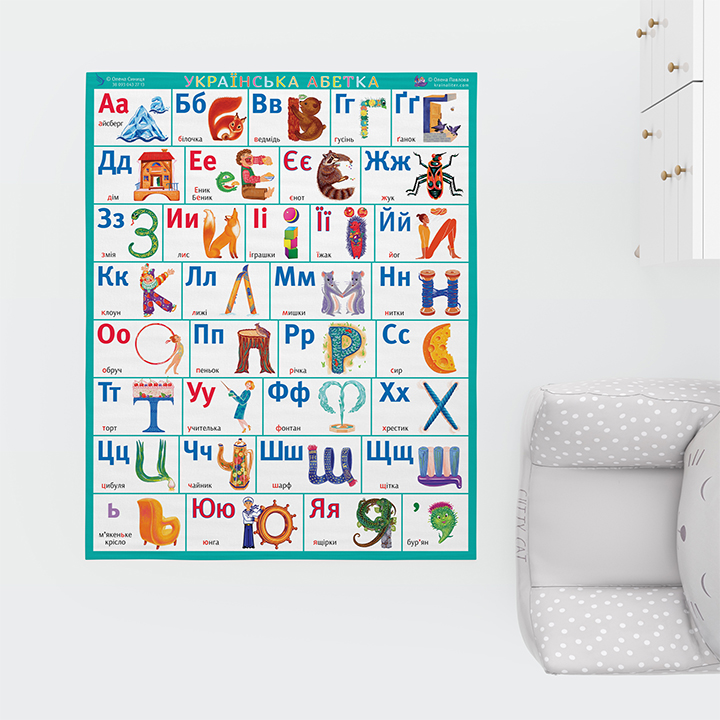 © Олена Синиця
УКРАЇНСЬКА АБЕТКА
© Олена Павлова
Аа Бб Вв Гг Ґґ
айсберг білочка ведмідь гусінь ґанок
Дд Ее Єє Жж
дім Еник Беник єнот жук
Зз Ии Іі Її Йй
змія лис іграшки їжак йог
Кк Лл Мм Нн
клоун лижі мишки нитки
Оо Пп Рр Сс
обруч пеньок річка сир
Тт Уу Фф Хх
торт учителька фонтан хрестик
Цц Чч Шш Щщ
цибуля чайник шарф щітка
ь Юю Яя ’
м'якеньке крісло юнга ящірки бур'ян